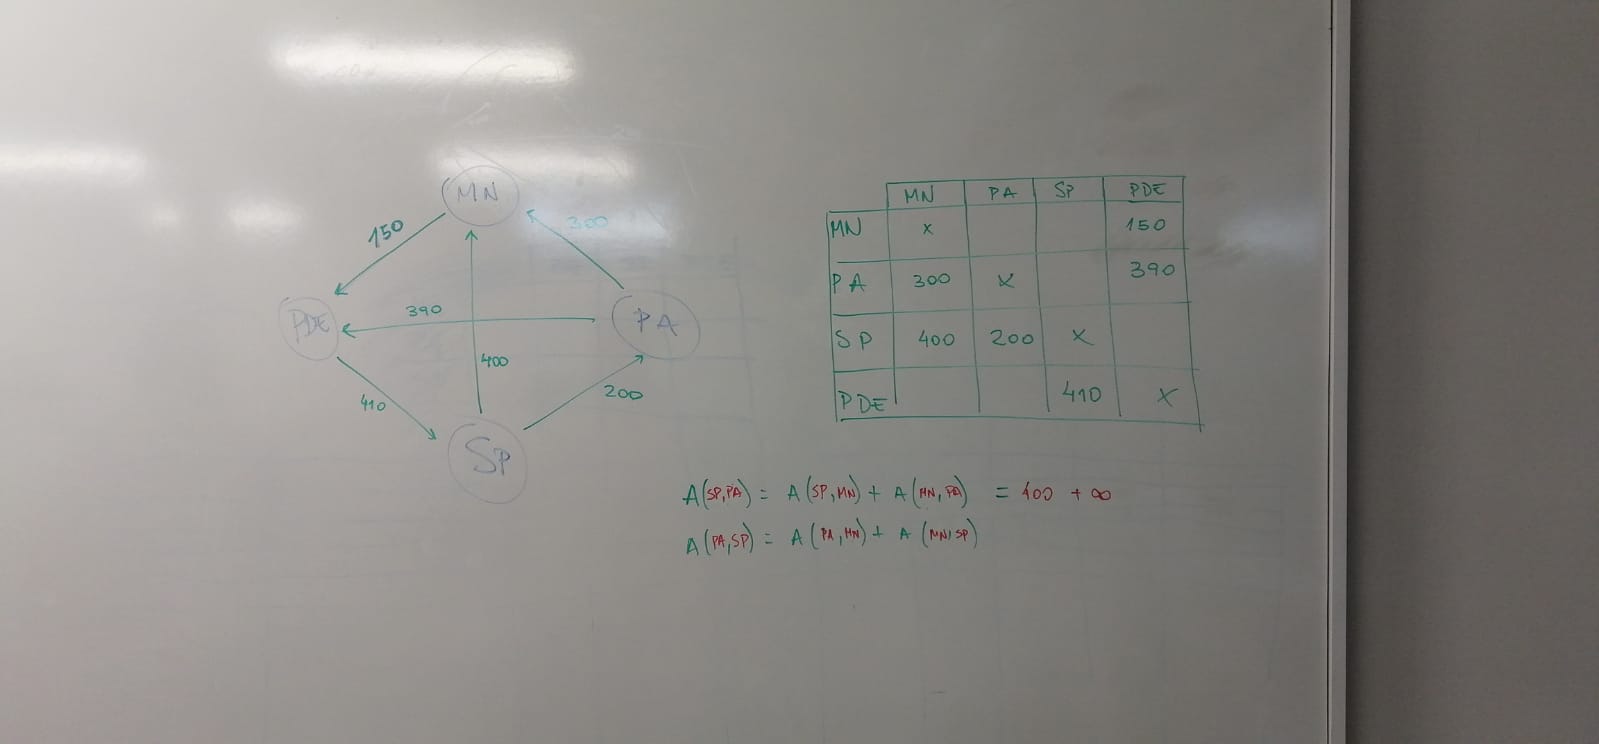 MN
150
300
PDE
390
PA
400
410
200
SP
MN PA SP PDE
MN x 150
PA 300 x 390
SP 400 200 x
PDE 410 x
A(SP,PA) = A(SP,MN) + A(MN,PA) = 400 + ∞
A(PA,SP) = A(PA,MN) + A(MN,SP)